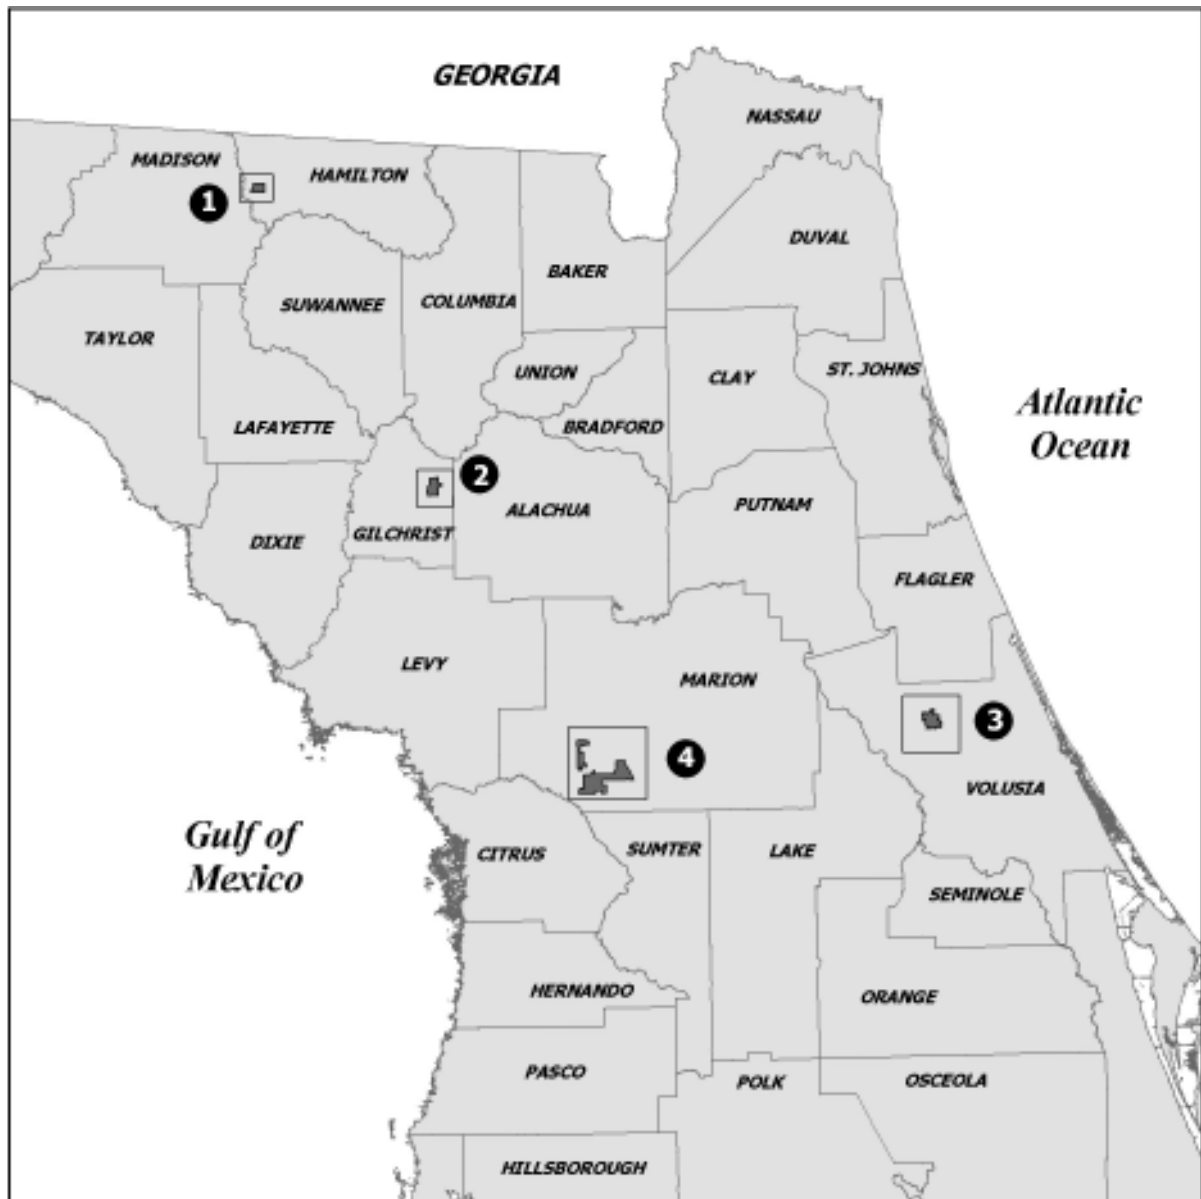 GEORGIA
NASSAU
MADISON
HAMILTON
1
DUVAL
BAKER
SUWANNEE
COLUMBIA
TAYLOR
UNION
CLAY
ST. JOHNS
LAFAYETTE
BRADFORD
Atlantic
Ocean
2
ALACHUA
PUTNAM
DIXIE
GILCHRIST
FLAGLER
LEVY
MARION
3
4
VOLUSIA
Gulf of
Mexico
CITRUS
SUMTER
LAKE
SEMINOLE
HERNANDO
ORANGE
PASCO
POLK
OSCEOLA
HILLSBOROUGH